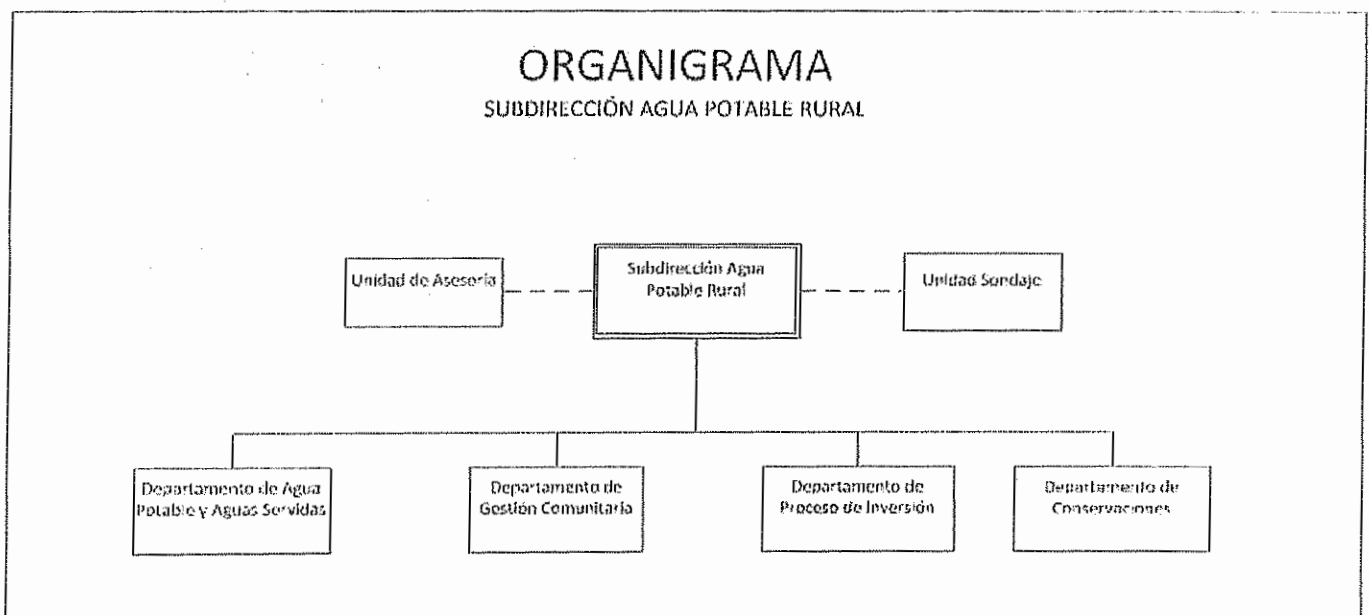 ORGANIGRAMA
SUBDIRECCIÓN AGUA POTABLE RURAL
Unidad de Asesoría
Subdirección Agua
Potable Rural
Unidad Sondaje
Departamento de Agua
Potable y Aguas Servidas
Departamento de
Gestión Comunitaria
Departamento de
Proceso de Inversión
Departamento de
Conservaciones